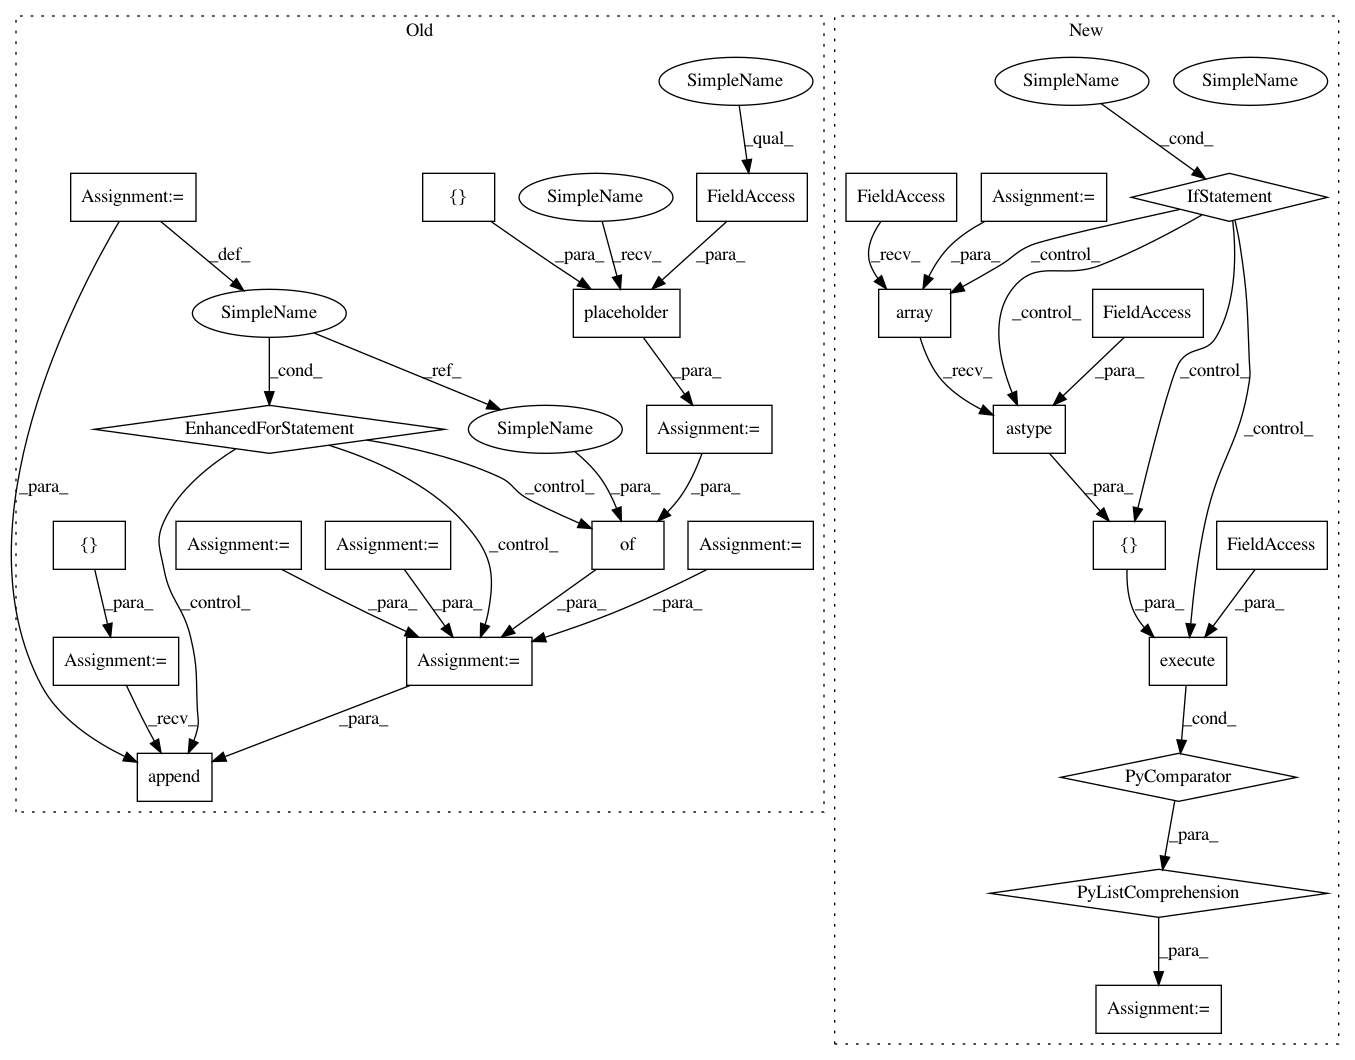 Old
New
SimpleName
SimpleName
SimpleName
_qual_
_cond_
Assignment:=
{}
SimpleName
FieldAccess
FieldAccess
Assignment:=
IfStatement
_def_
_para_
_recv_
_para_
_recv_
_para_
_control_
SimpleName
placeholder
array
FieldAccess
_control_
_cond_
_ref_
_para_
_recv_
_para_
_control_
EnhancedForStatement
SimpleName
Assignment:=
astype
_control_
_para_
_control_
_para_
_para_
_para_
{}
Assignment:=
Assignment:=
of
Assignment:=
{}
FieldAccess
_control_
_para_
_control_
_para_
_para_
_para_
_para_
_para_
_para_
Assignment:=
Assignment:=
execute
_recv_
_para_
_cond_
append
PyComparator
_para_
PyListComprehension
_para_
Assignment:=